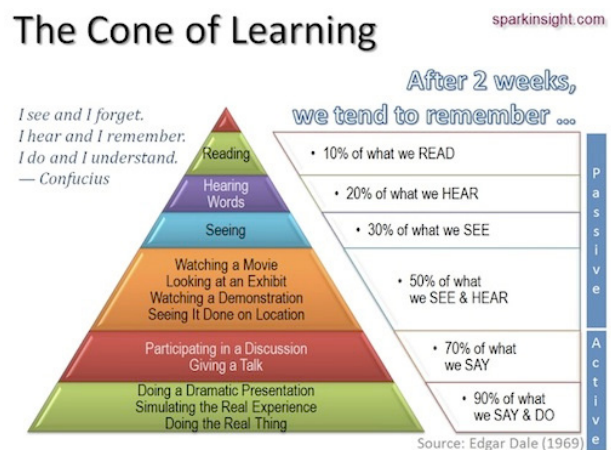 The Cone of Learning
sparkinsight.com
After 2 weeks,
we tend to remember ...
I see and I forget.
I hear and I remember.
I do and I understand.
— Confucius
Reading
Hearing
Words
Seeing
Watching a Movie
Looking at an Exhibit
Watching a Demonstration
Seeing It Done on Location
Participating in a Discussion
Giving a Talk
Doing a Dramatic Presentation
Simulating the Real Experience
Doing the Real Thing
• 10% of what we READ
• 20% of what we HEAR
• 30% of what we SEE
• 50% of what
we SEE & HEAR
• 70% of what
we SAY
• 90% of what
we SAY & DO
Passive
Active
Source: Edgar Dale (1969)